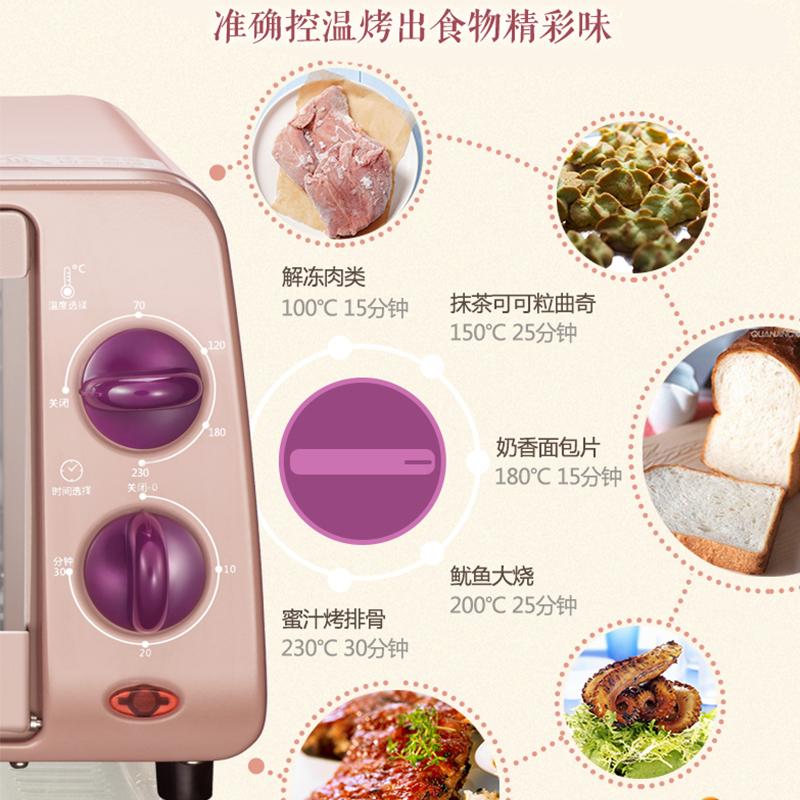 准确控温烤出食物精彩味
解冻肉类
100℃ 15分钟
抹茶可可粒曲奇
150℃ 25分钟
奶香面包片
180℃ 15分钟
鱿鱼大烧
200℃ 25分钟
蜜汁烤排骨
230℃ 30分钟
°C
温度选择
70
120
180
230
关闭
时间选择
关闭-0
10
20
分钟
30